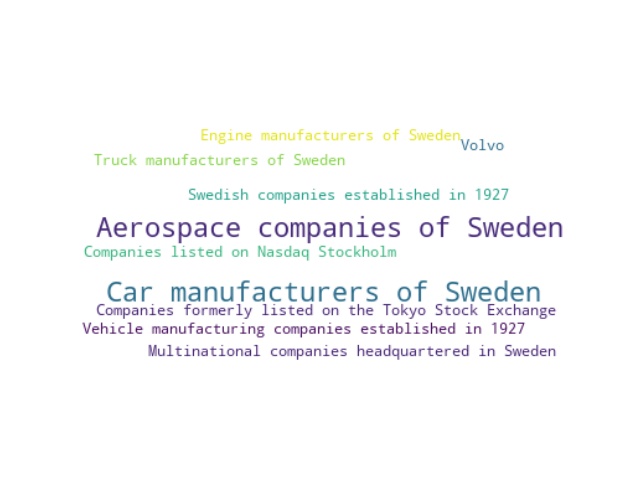 Engine manufacturers of Sweden
Volvo
Truck manufacturers of Sweden
Swedish companies established in 1927
Aerospace companies of Sweden
Companies listed on Nasdaq Stockholm
Car manufacturers of Sweden
Companies formerly listed on the Tokyo Stock Exchange
Vehicle manufacturing companies established in 1927
Multinational companies headquartered in Sweden